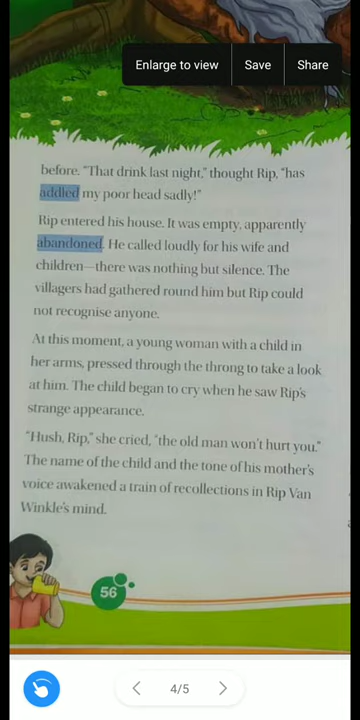 Enlarge to view
Save
Share
before. “That drink last night,” thought Rip, “has
addled my poor head sadly!”
Rip entered his house. It was empty, apparently
abandoned. He called loudly for his wife and
children—there was nothing but silence. The
villagers had gathered round him but Rip could
not recognise anyone.
At this moment, a young woman with a child in
her arms, pressed through the throng to take a look
at him. The child began to cry when he saw Rip’s
strange appearance.
“Hush, Rip,” she cried, “the old man won’t hurt you.”
The name of the child and the tone of his mother’s
voice awakened a train of recollections in Rip Van
Winkle’s mind.
56
4/5